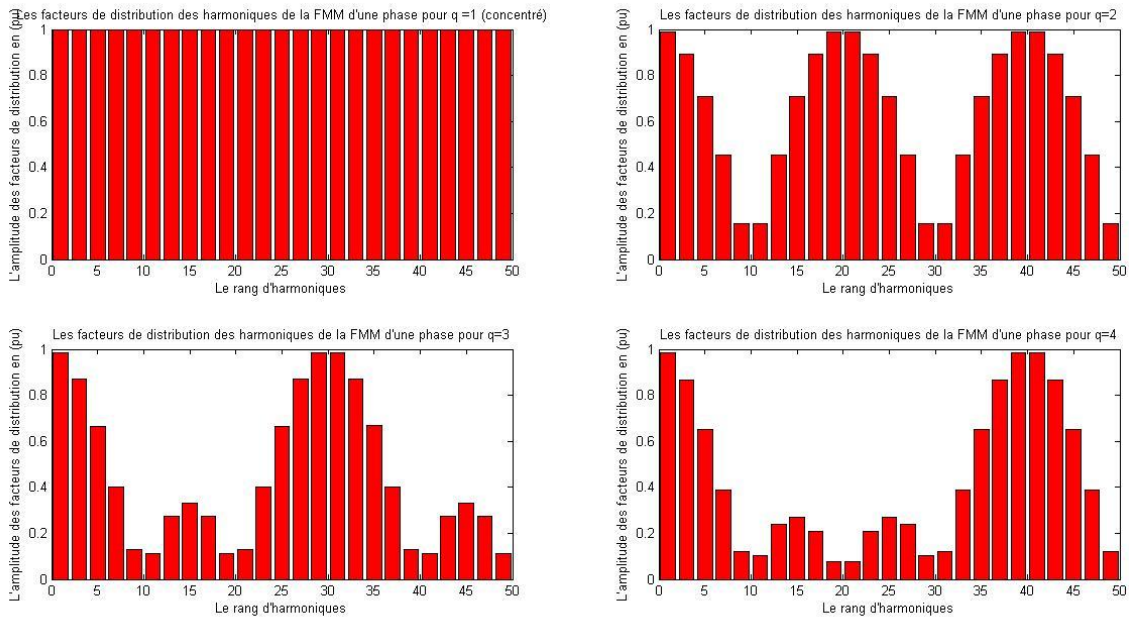 Les facteurs de distribution des harmoniques de la FMM d'une phase pour q =1 (concentré)
L'amplitude des facteurs de distribution en (pu)
1
0.8
0.6
0.4
0.2
0
0 5 10 15 20 25 30 35 40 45 50
Le rang d'harmoniques
Les facteurs de distribution des harmoniques de la FMM d'une phase pour q=2
L'amplitude des facteurs de distribution en (pu)
1
0.8
0.6
0.4
0.2
0
0 5 10 15 20 25 30 35 40 45 50
Le rang d'harmoniques
Les facteurs de distribution des harmoniques de la FMM d'une phase pour q=3
L'amplitude des facteurs de distribution en (pu)
1
0.8
0.6
0.4
0.2
0
0 5 10 15 20 25 30 35 40 45 50
Le rang d'harmoniques
Les facteurs de distribution des harmoniques de la FMM d'une phase pour q=4
L'amplitude des facteurs de distribution en (pu)
1
0.8
0.6
0.4
0.2
0
0 5 10 15 20 25 30 35 40 45 50
Le rang d'harmoniques